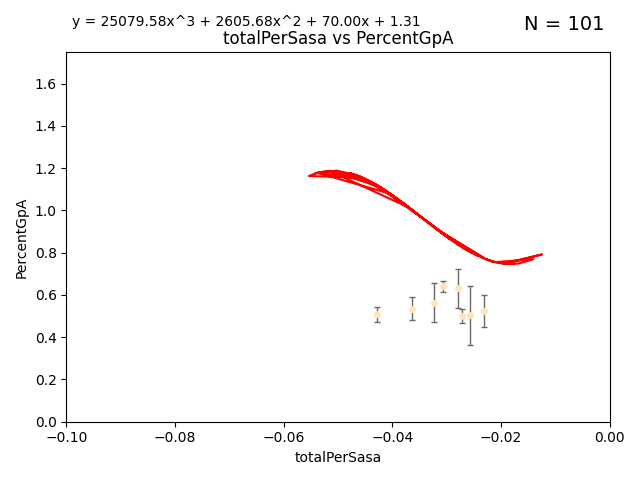 y = 25079.58x^3 + 2605.68x^2 + 70.00x + 1.31
N = 101
totalPerSasa vs PercentGpA
1.6
1.4
1.2
1.0
0.8
0.6
0.4
0.2
0.0
PercentGpA
−0.10 −0.08 −0.06 −0.04 −0.02 0.00
totalPerSasa